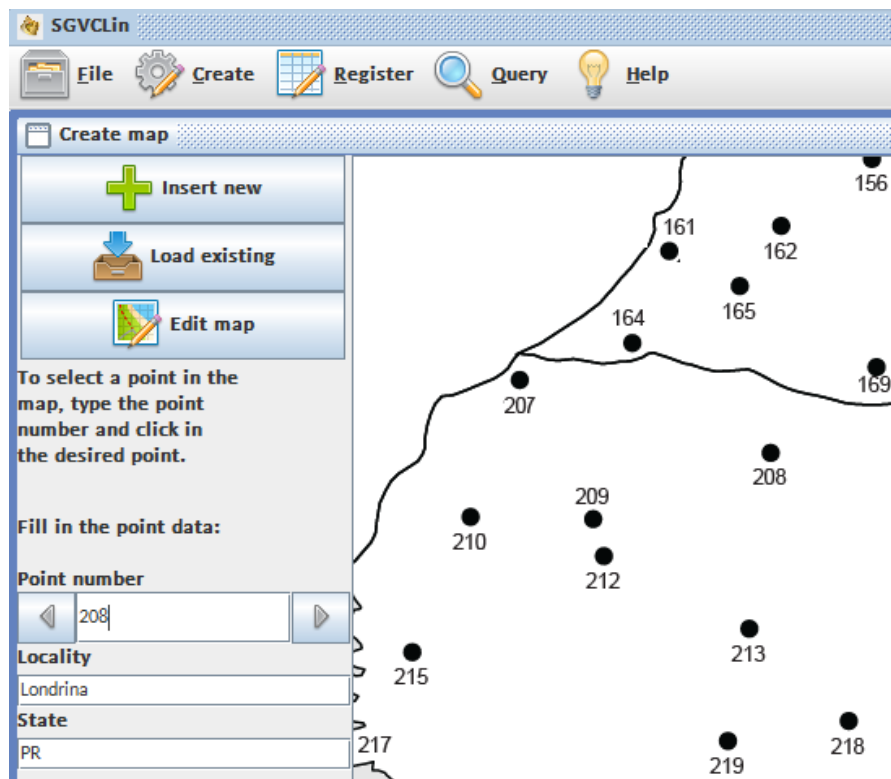 SGVCLin
File Create Register Query Help
Create map
Insert new
Load existing
Edit map
To select a point in the
map, type the point
number and click in
the desired point.
Fill in the point data:
Point number
208
Locality
Londrina
State
PR
156
161
162
165
164
169
207
208
209
210
212
213
215
217
218
219